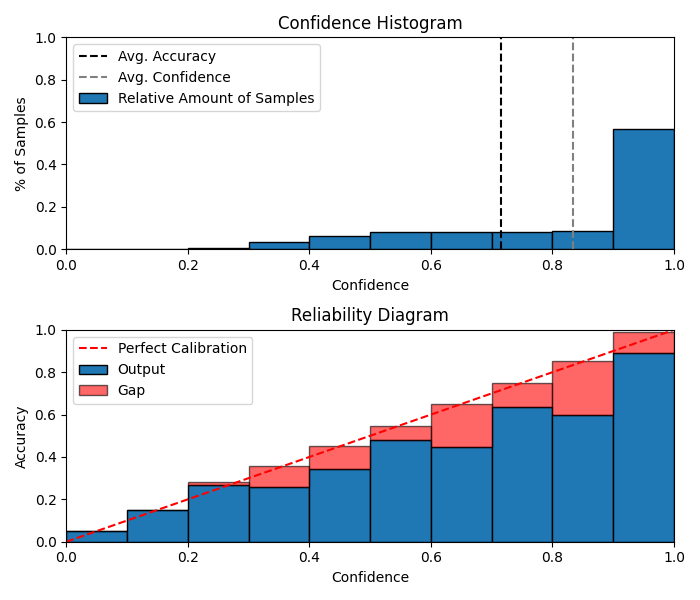 Confidence Histogram
1.0
0.8
0.6
0.4
0.2
0.0
% of Samples
Avg. Accuracy
Avg. Confidence
Relative Amount of Samples
0.0 0.2 0.4 0.6 0.8 1.0
Confidence
Reliability Diagram
1.0
0.8
0.6
0.4
0.2
0.0
Accuracy
Perfect Calibration
Output
Gap
0.0 0.2 0.4 0.6 0.8 1.0
Confidence